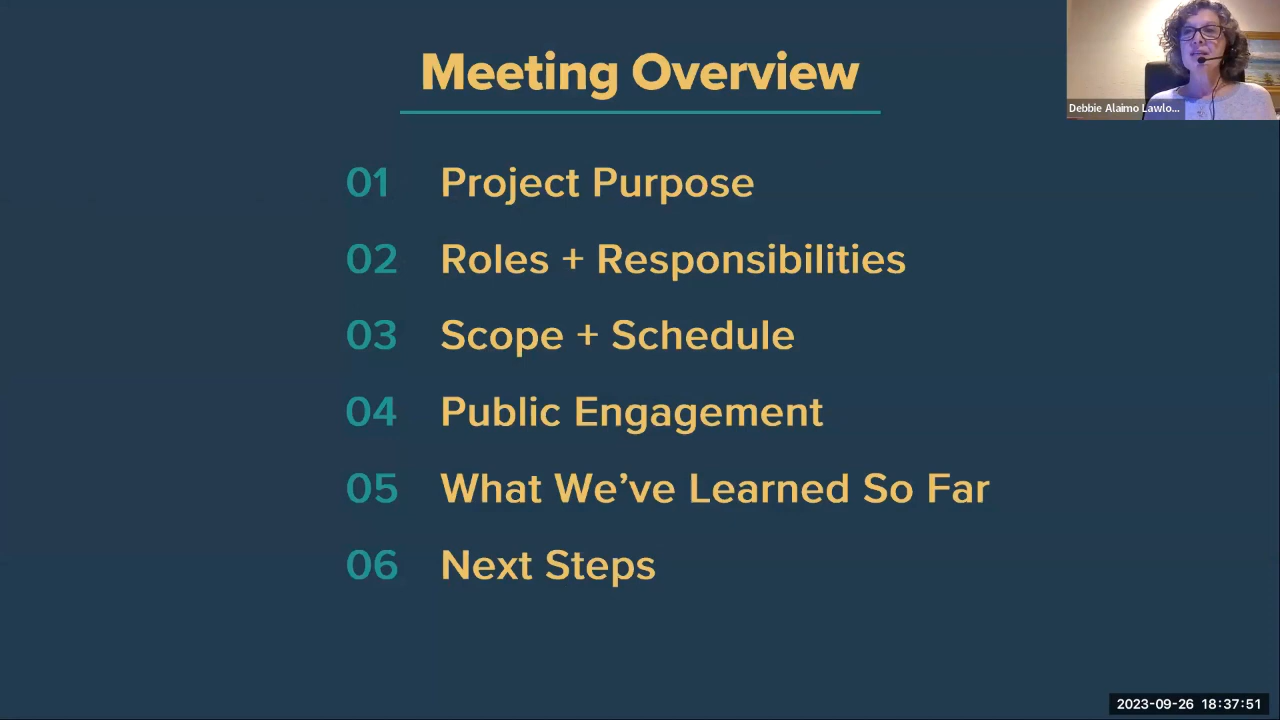 Meeting Overview
Debbie Alaimo Lawlo...
01 Project Purpose
02 Roles + Responsibilities
03 Scope + Schedule
04 Public Engagement
05 What We’ve Learned So Far
06 Next Steps
2023-09-26 18:37:51